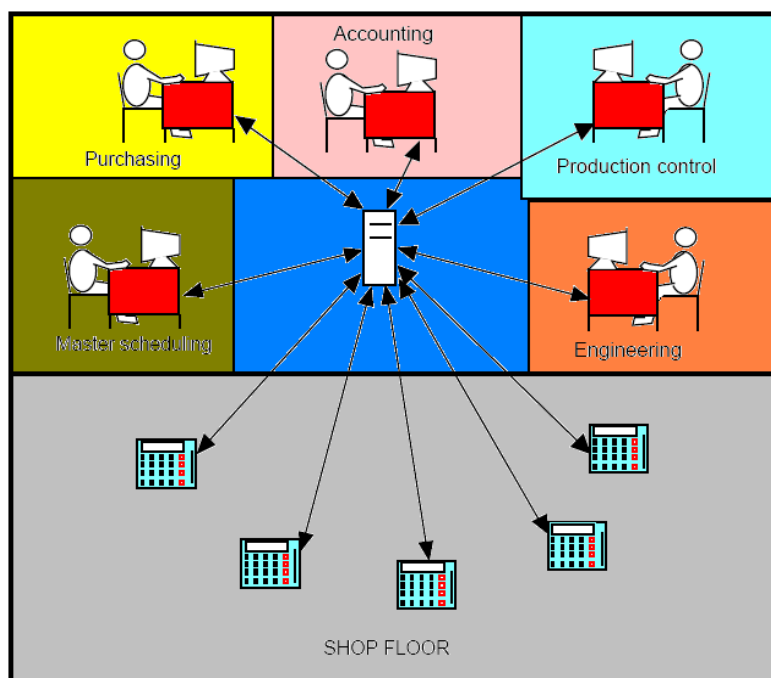 Accounting
Purchasing
Production control
Master scheduling
Engineering
SHOP FLOOR